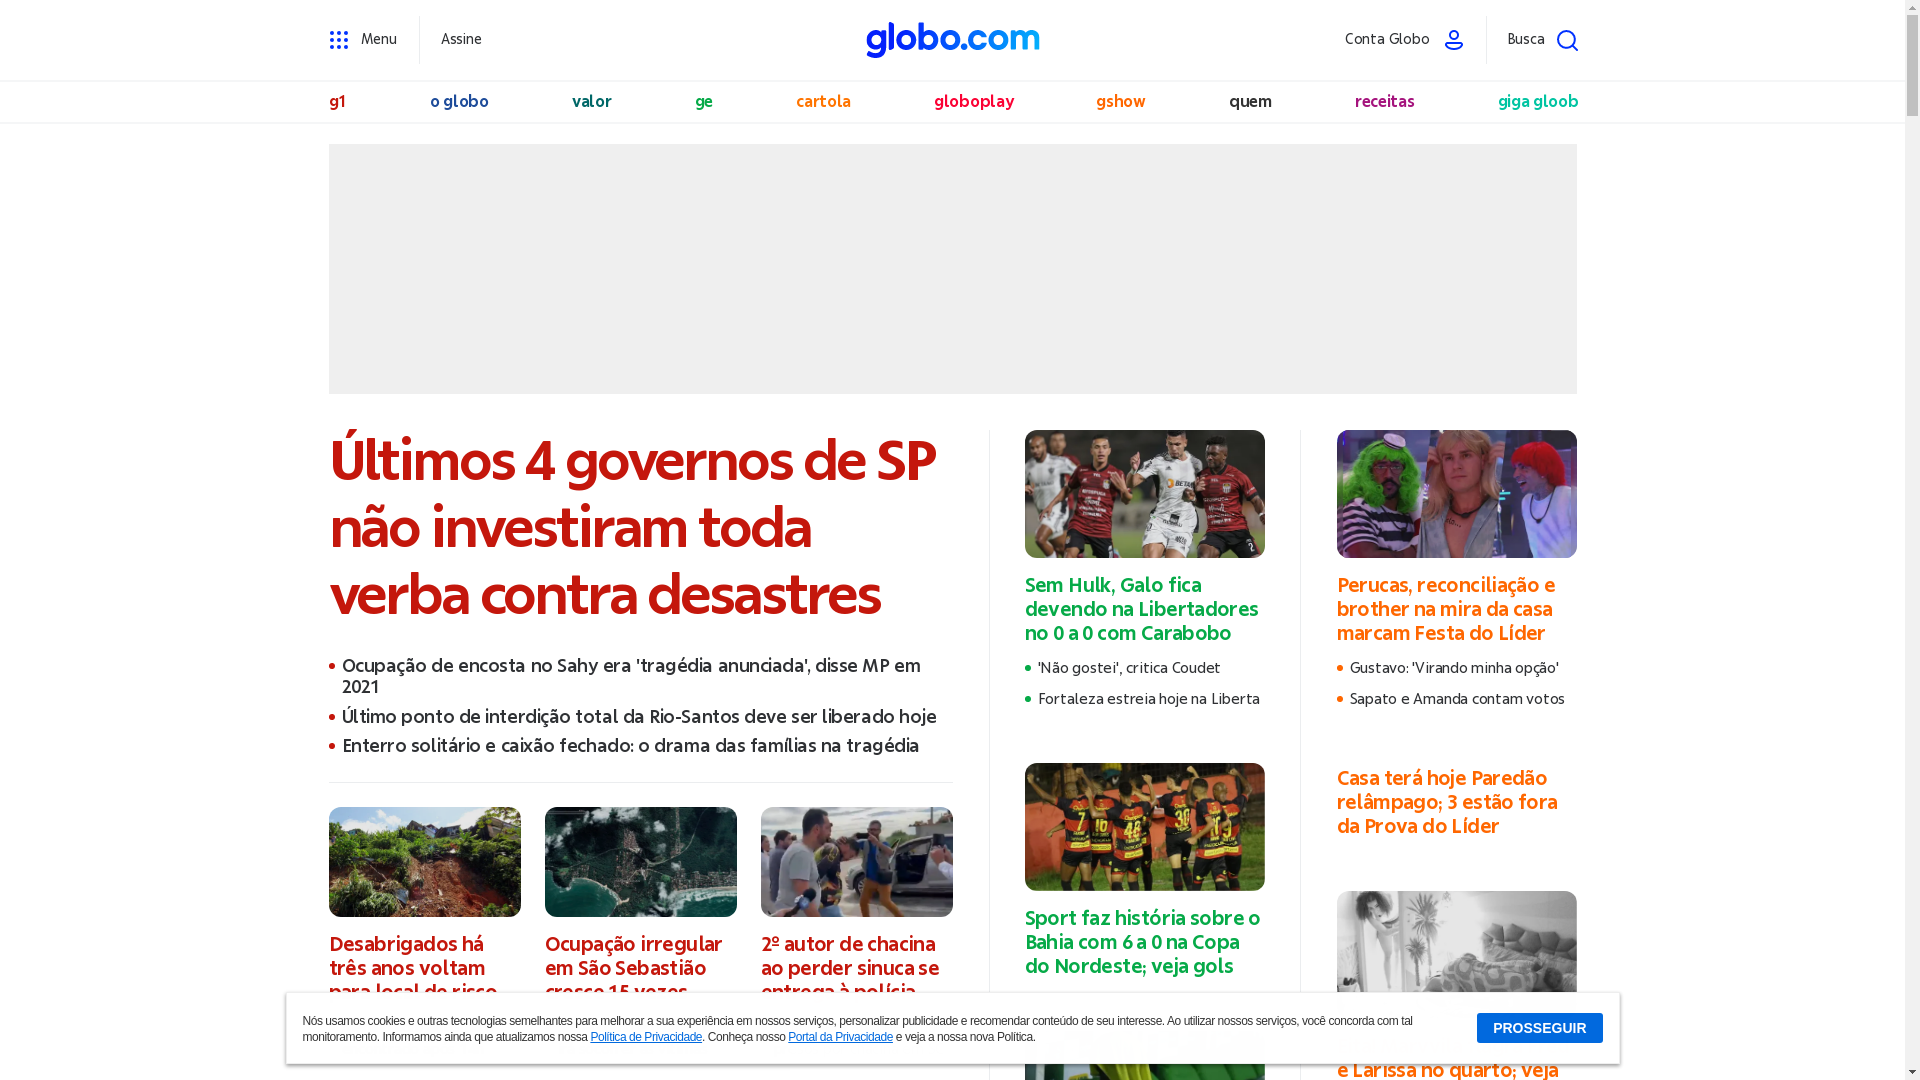 Menu
Assine
globo.com
Conta Globo
Busca
g1
o globo
valor
ge
cartola
globoplay
gshow
quem
receitas
giga gloob
Últimos 4 governos de SP
não investiram toda
verba contra desastres
Ocupação de encosta no Sahy era 'tragédia anunciada', disse MP em
2021
Último ponto de interdição total da Rio-Santos deve ser liberado hoje
Enterro solitário e caixão fechado: o drama das famílias na tragédia
Desabrigados há
três anos voltam
para local de risco
Ocupação irregular
em São Sebastião
cresce 15 vezes
2º autor de chacina
ao perder sinuca se
entrega à polícia
Sem Hulk, Galo fica
devendo na Libertadores
no 0 a 0 com Carabobo
'Não gostei', critica Coudet
Fortaleza estreia hoje na Liberta
Sport faz história sobre o
Bahia com 6 a 0 na Copa
do Nordeste; veja gols
Perucas, reconciliação e
brother na mira da casa
marcam Festa do Líder
Gustavo: 'Virando minha opção'
Sapato e Amanda contam votos
Casa terá hoje Paredão
relâmpago; 3 estão fora
da Prova do Líder
e Larissa no quarto; veja
Nós usamos cookies e outras tecnologias semelhantes para melhorar a sua experiência em nossos serviços, personalizar publicidade e recomendar conteúdo de seu interesse. Ao utilizar nossos serviços, você concorda com tal
monitoramento. Informamos ainda que atualizamos nossa Política de Privacidade. Conheça nosso Portal da Privacidade e veja a nossa nova Política.
PROSSEGUIR